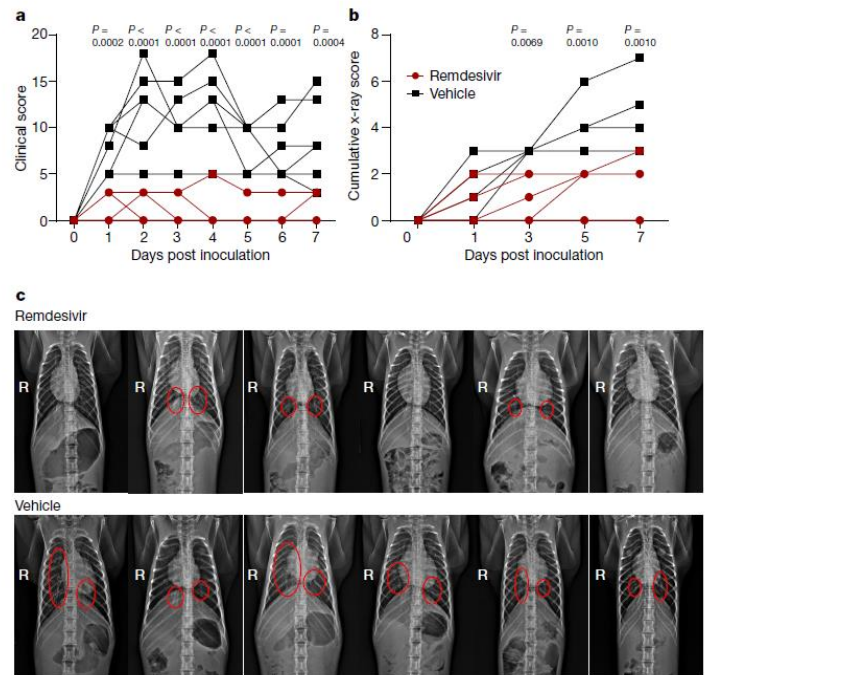 a
P = P < P < P < P < P = P =
0.0002 0.0001 0.0001 0.0001 0.0001 0.0001 0.0004
20
15
10
5
0
Clinical score
0 1 2 3 4 5 6 7
Days post inoculation
b
P = P = P =
0.0069 0.0010 0.0010
8
6
4
2
0
Cumulative x-ray score
Remdesivir
Vehicle
0 1 3 5 7
Days post inoculation
c
Remdesivir
R R R R R R
Vehicle
R R R R R R